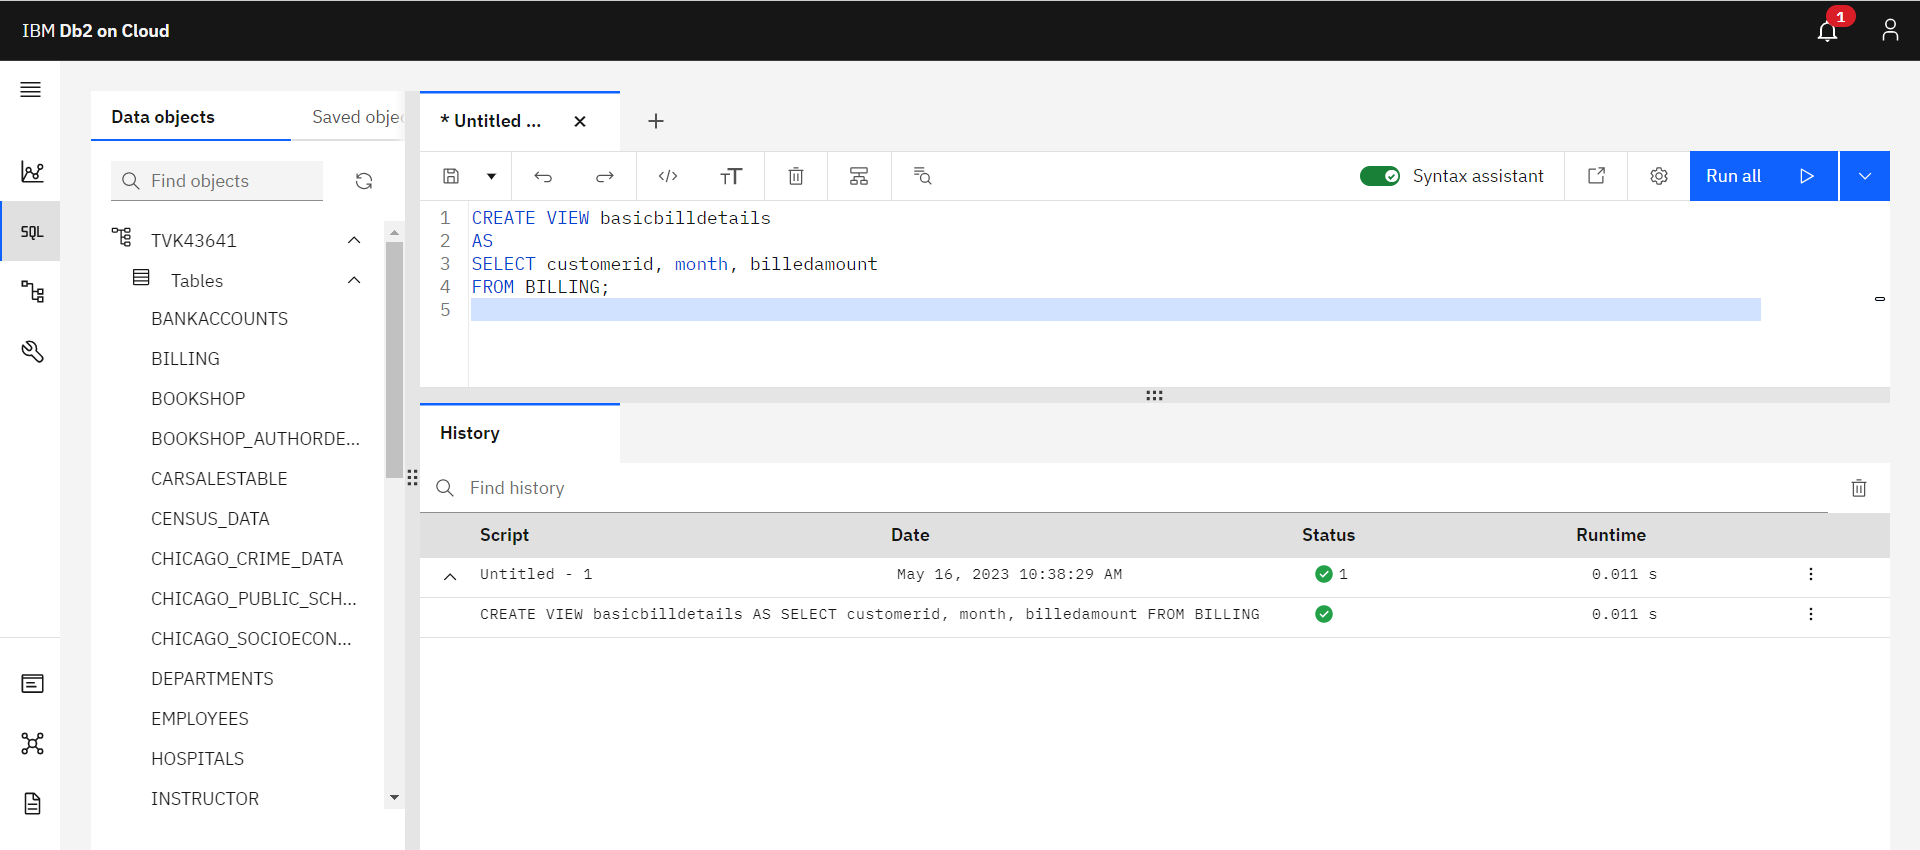 IBM Db2 on Cloud
1
Data objects
Saved obje
* Untitled ...
Find objects
Syntax assistant
Run all
SQL
TVK43641
Tables
BANKACCOUNTS
BILLING
BOOKSHOP
BOOKSHOP_AUTHORDE...
CARSALESTABLE
CENSUS_DATA
CHICAGO_CRIME_DATA
CHICAGO_PUBLIC_SCH...
CHICAGO_SOCIOECON...
DEPARTMENTS
EMPLOYEES
HOSPITALS
INSTRUCTOR
1 CREATE VIEW basicbilldetails
2 AS
3 SELECT customerid, month, billedamount
4 FROM BILLING;
5
History
Find history
Script Date Status Runtime
Untitled - 1 May 16, 2023 10:38:29 AM 1 0.011 s
CREATE VIEW basicbilldetails AS SELECT customerid, month, billedamount FROM BILLING 0.011 s